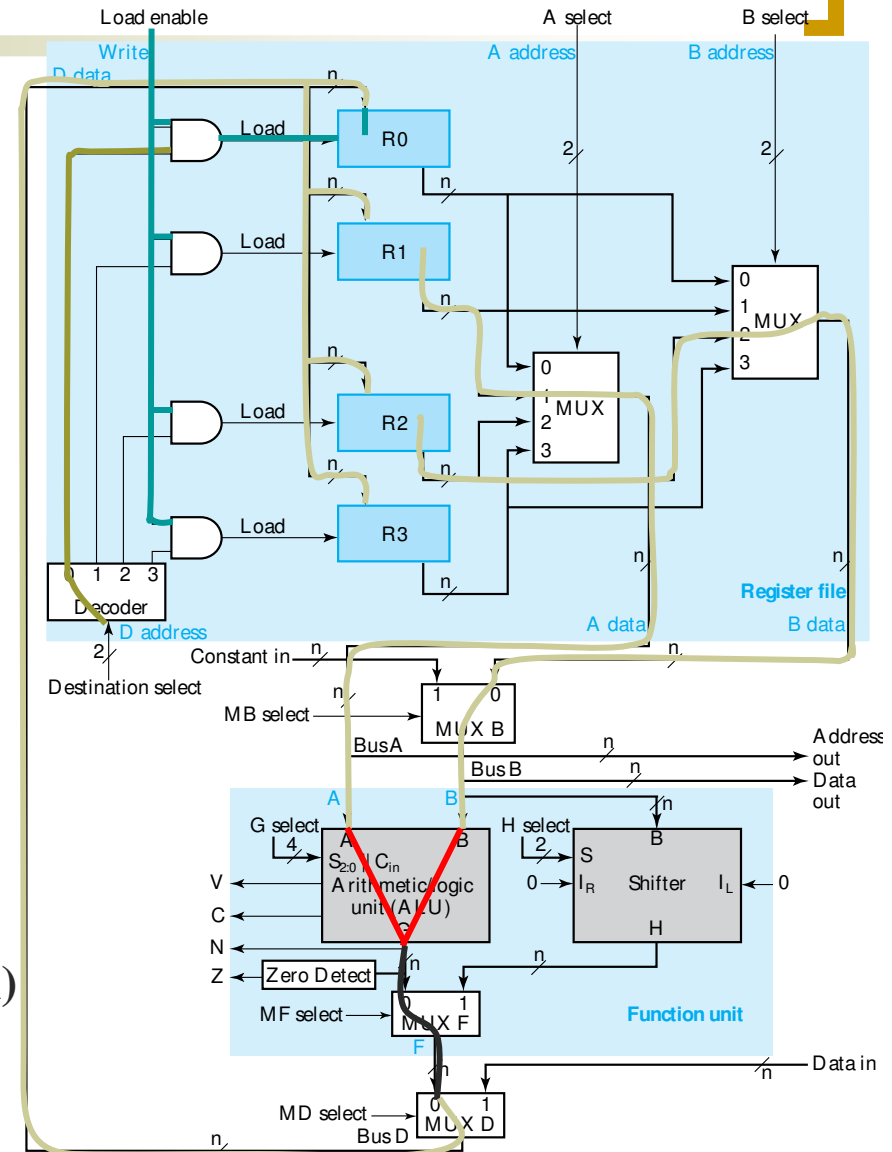 Load enable
A select
B select
Write
A address
B address
D data
n
Load
R0
2
2
n
n
Load
R1
0
1
MUX
2
3
n
n
0
1
MUX
2
3
Load
R2
n
n
Load
R3
n
n
n
0 1 2 3
Decoder
Register file
D address
A data
B data
2
Constant in
n
n
Destination select
n
1 0
MB select
MUX B
Bus A
n
Address
out
Bus B
n
Data
out
A
B
n
G select
4
A
B
H select
2
B
S2:0 | Cin
S
V
Arithmetic/logic
unit (ALU)
0
IR
Shifter
IL
0
C
G
H
N
n
n
Z
Zero Detect
)
0 1
MF select
MUX F
Function unit
F
n
n
Data in
0 1
MD select
MUX D
Bus D
n